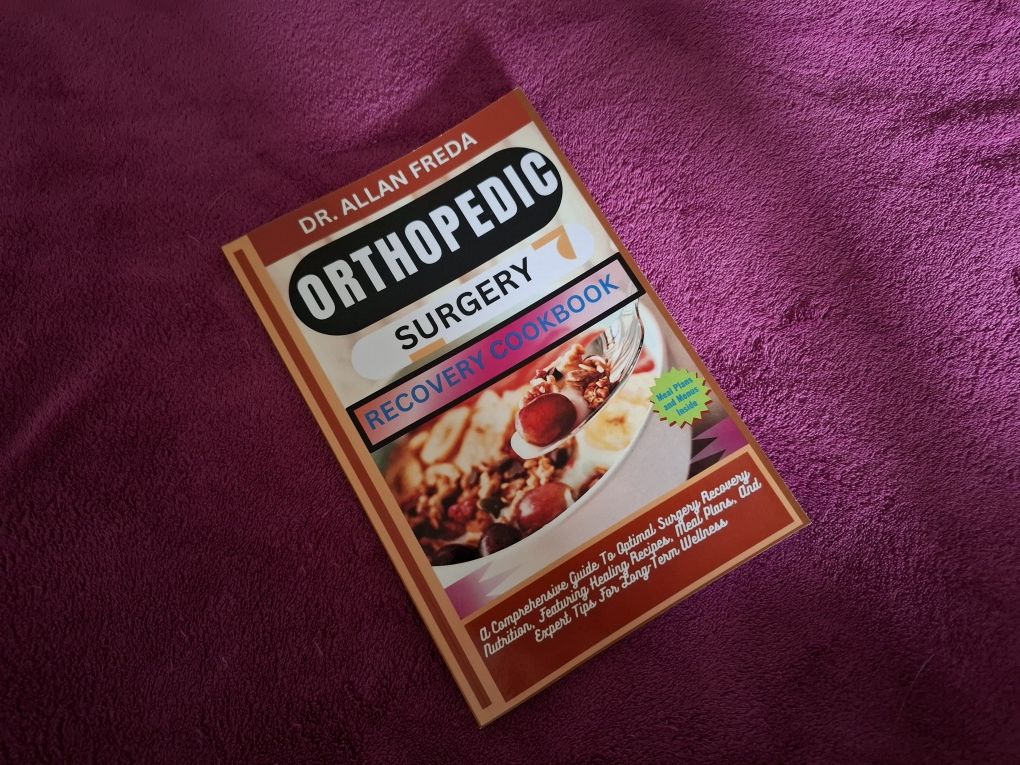 DR. ALLAN FREDA
ORTHOPEDIC
SURGERY
RECOVERY COOKBOOK
Meal Plans
and Menus
Inside
A Comprehensive Guide To Optimal Surgery Recovery
Nutrition, Featuring Healing Recipes, Meal Plans, And
Expert Tips For Long-Term Wellness